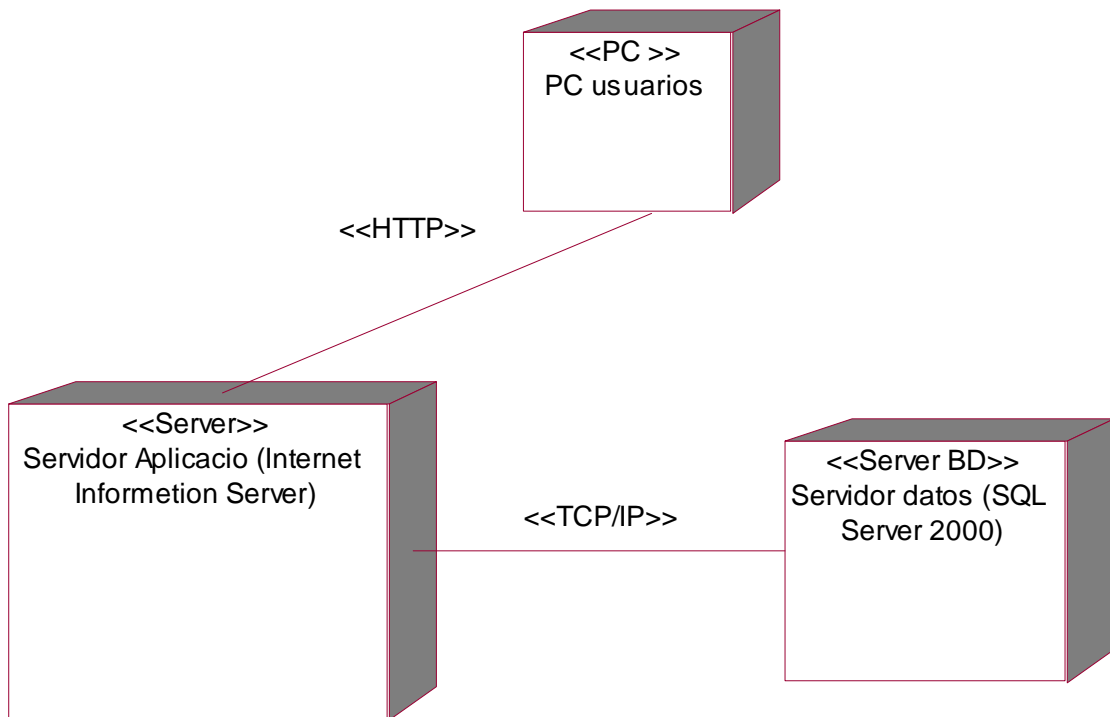 <<PC >>
PC usuarios
<<HTTP>>
<<Server>>
Servidor Aplicacio (Internet
Informetion Server)
<<TCP/IP>>
<<Server BD>>
Servidor datos (SQL
Server 2000)